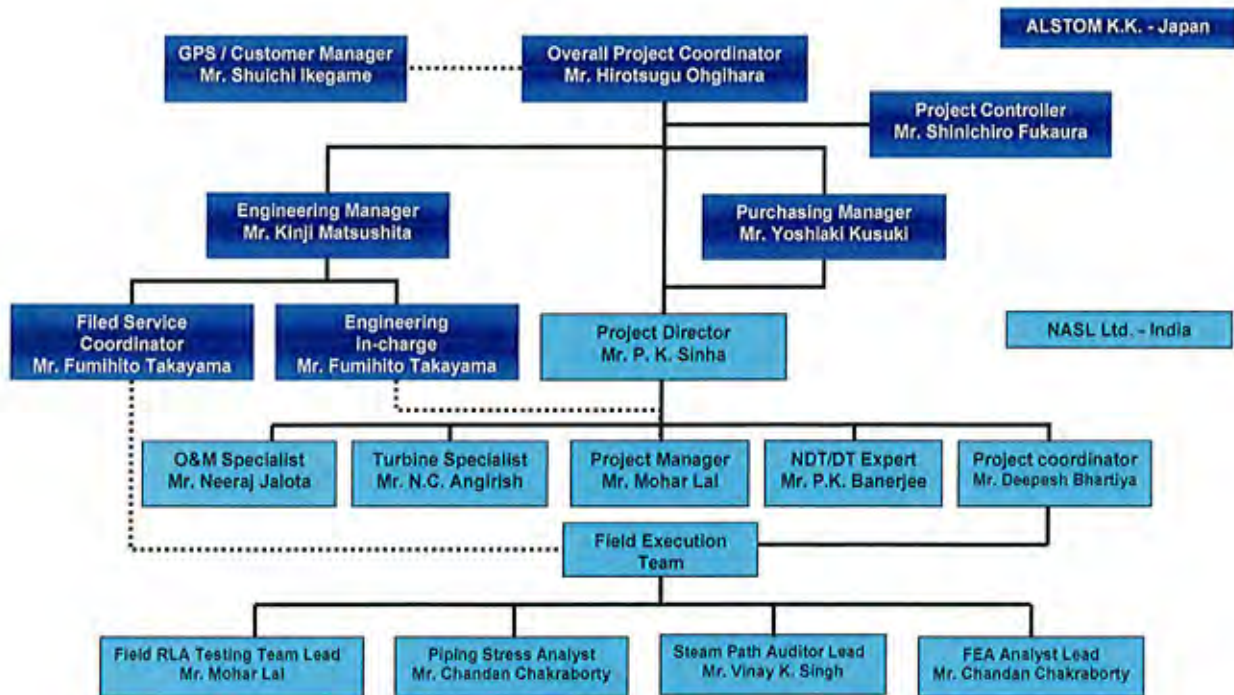 ALSTOM K.K. - Japan
GPS / Customer Manager
Mr. Shuichi Ikegame
Overall Project Coordinator
Mr. Hirotsugu Ohgihara
Project Controller
Mr. Shinichiro Fukaura
Engineering Manager
Mr. Kinji Matsushita
Purchasing Manager
Mr. Yoshiaki Kusuki
Filed Service
Coordinator
Mr. Fumihito Takayama
Engineering
in-charge
Mr. Fumihito Takayama
Project Director
Mr. P. K. Sinha
NASL Ltd. - India
O&M Specialist
Mr. Neeraj Jalota
Turbine Specialist
Mr. N.C. Angirish
Project Manager
Mr. Mohar Lal
NDT/DT Expert
Mr. P.K. Banerjee
Project coordinator
Mr. Deepesh Bhartiya
Field Execution
Team
Field RLA Testing Team Lead
Mr. Mohar Lal
Piping Stress Analyst
Mr. Chandan Chakraborty
Steam Path Auditor Lead
Mr. Vinay K. Singh
FEA Analyst Lead
Mr. Chandan Chakraborty